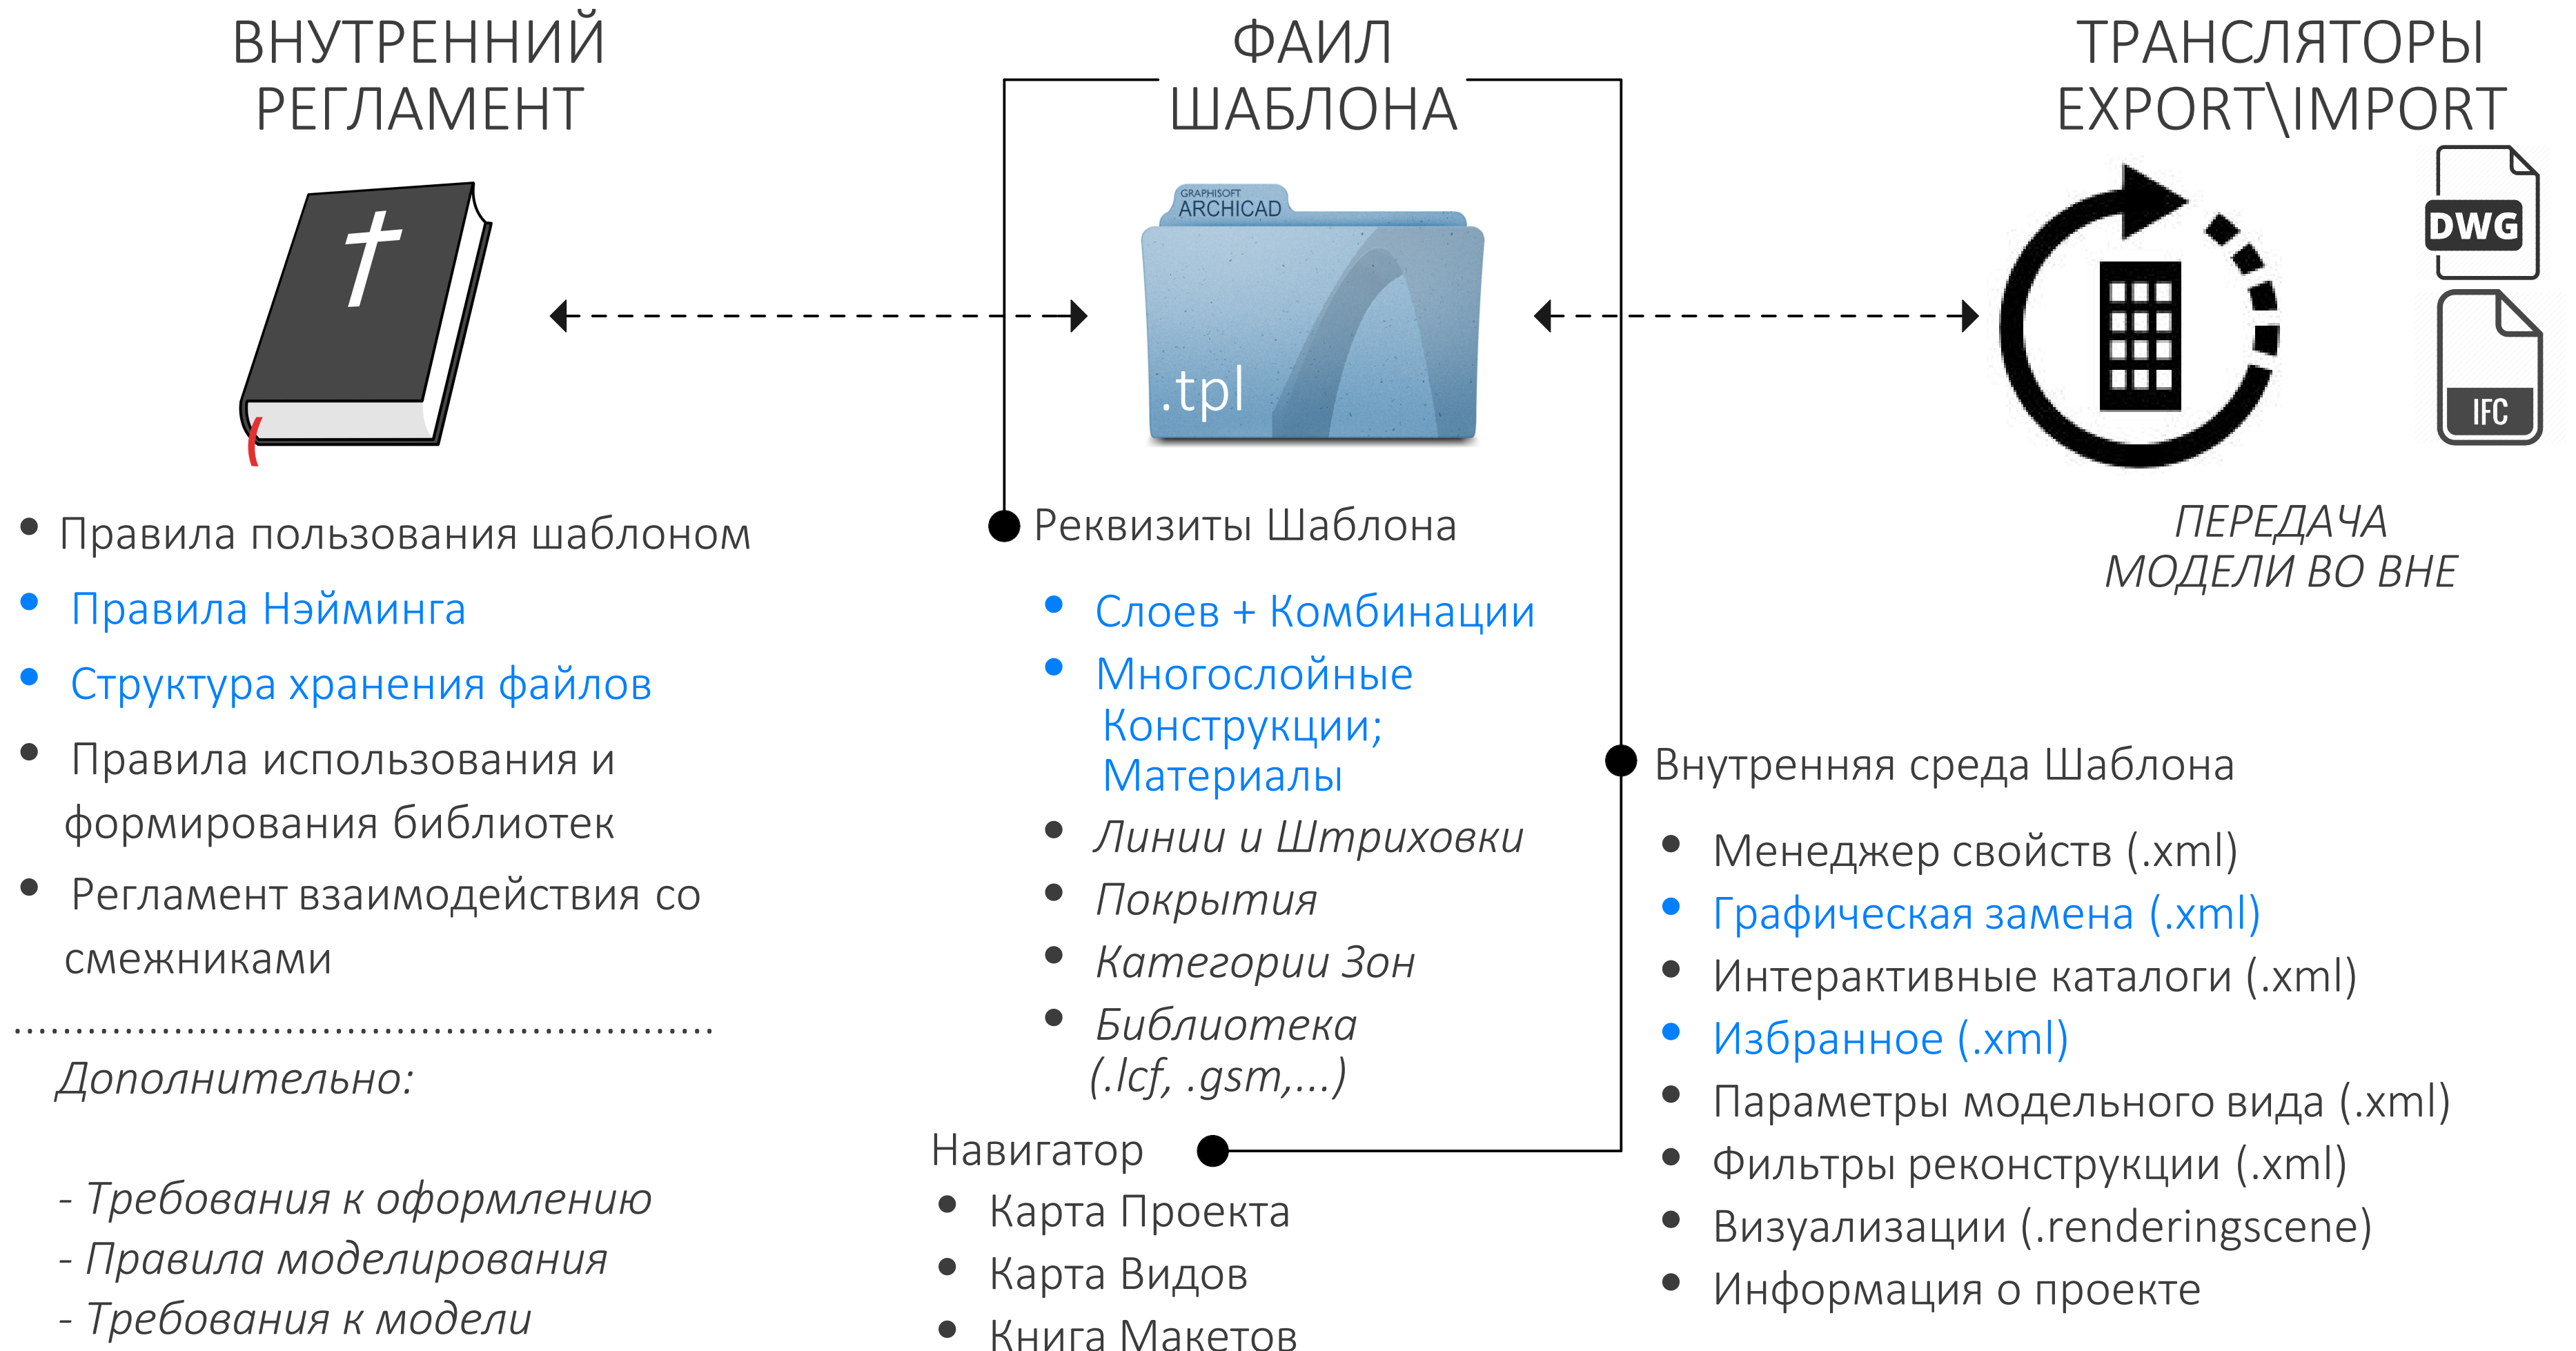 ВНУТРЕННИЙ
РЕГЛАМЕНТ
• Правила пользования шаблоном
• Правила Нэйминга
• Структура хранения файлов
• Правила использования и
формирования библиотек
• Регламент взаимодействия со
смежниками
..........................................................
Дополнительно:
- Требования к оформлению
- Правила моделирования
- Требования к модели
ФАИЛ
ШАБЛОНА
GRAPHISOFT
ARCHICAD
.tpl
Реквизиты Шаблона
• Слоев + Комбинации
• Многослойные
Конструкции;
Материалы
• Линии и Штриховки
• Покрытия
• Категории Зон
• Библиотека
(.lcf, .gsm,...)
Навигатор
• Карта Проекта
• Карта Видов
• Книга Макетов
ТРАНСЛЯТОРЫ
EXPORT\IMPORT
DWG
IFC
ПЕРЕДАЧА
МОДЕЛИ ВО ВНЕ
Внутренняя среда Шаблона
• Менеджер свойств (.xml)
• Графическая замена (.xml)
• Интерактивные каталоги (.xml)
• Избранное (.xml)
• Параметры модельного вида (.xml)
• Фильтры реконструкции (.xml)
• Визуализации (.renderingscene)
• Информация о проекте